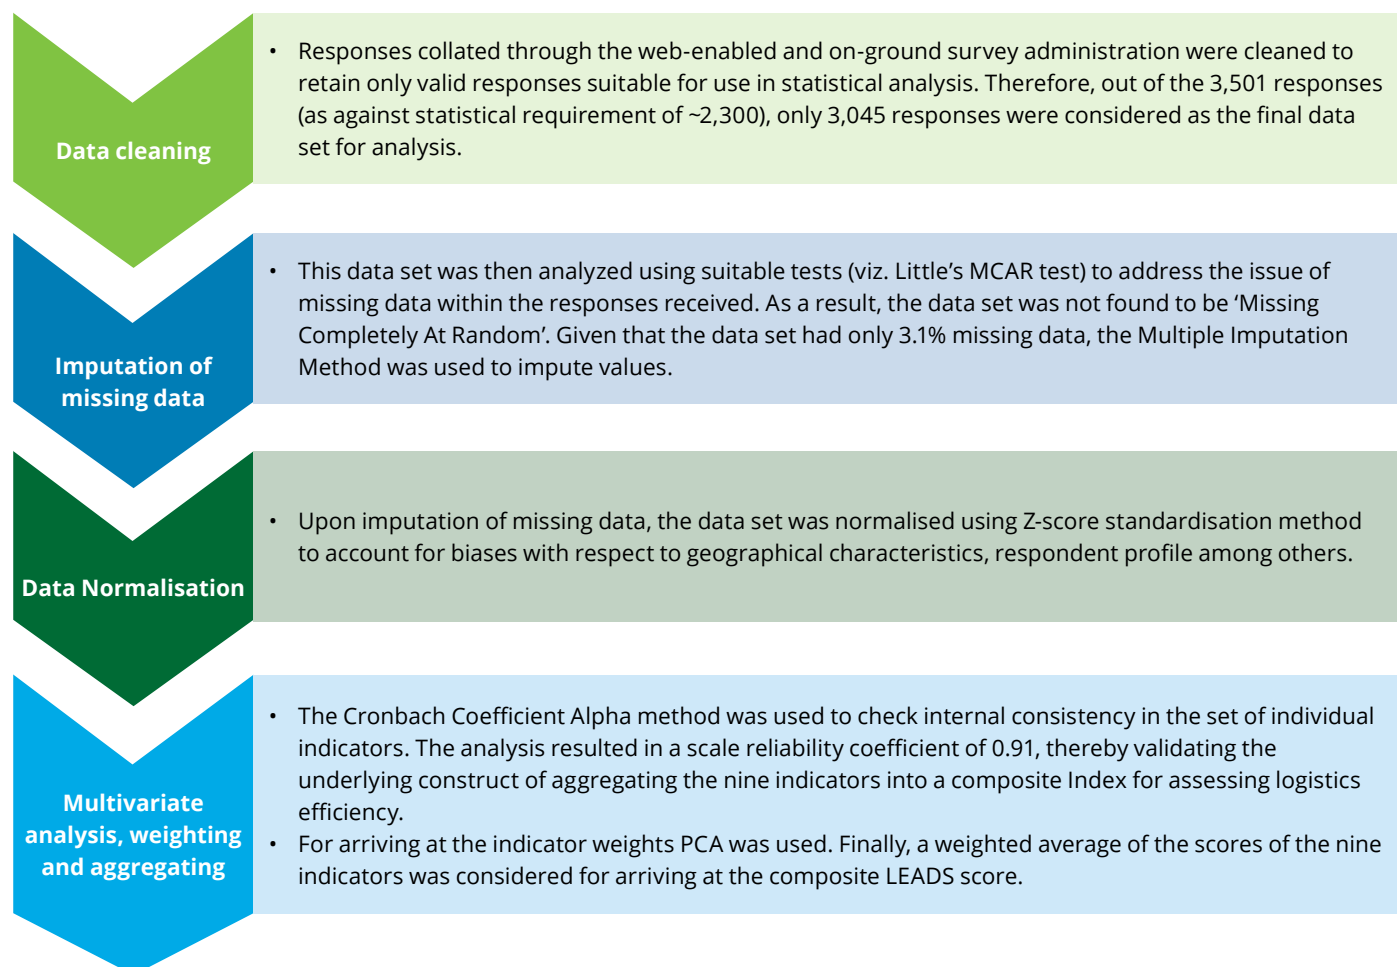 Data cleaning
• Responses collated through the web-enabled and on-ground survey administration were cleaned to
retain only valid responses suitable for use in statistical analysis. Therefore, out of the 3,501 responses
(as against statistical requirement of ~2,300), only 3,045 responses were considered as the final data
set for analysis.
Imputation of
missing data
• This data set was then analyzed using suitable tests (viz. Little’s MCAR test) to address the issue of
missing data within the responses received. As a result, the data set was not found to be ‘Missing
Completely At Random’. Given that the data set had only 3.1% missing data, the Multiple Imputation
Method was used to impute values.
Data Normalisation
• Upon imputation of missing data, the data set was normalised using Z-score standardisation method
to account for biases with respect to geographical characteristics, respondent profile among others.
Multivariate
analysis, weighting
and aggregating
• The Cronbach Coefficient Alpha method was used to check internal consistency in the set of individual
indicators. The analysis resulted in a scale reliability coefficient of 0.91, thereby validating the
underlying construct of aggregating the nine indicators into a composite Index for assessing logistics
efficiency.
• For arriving at the indicator weights PCA was used. Finally, a weighted average of the scores of the nine
indicators was considered for arriving at the composite LEADS score.